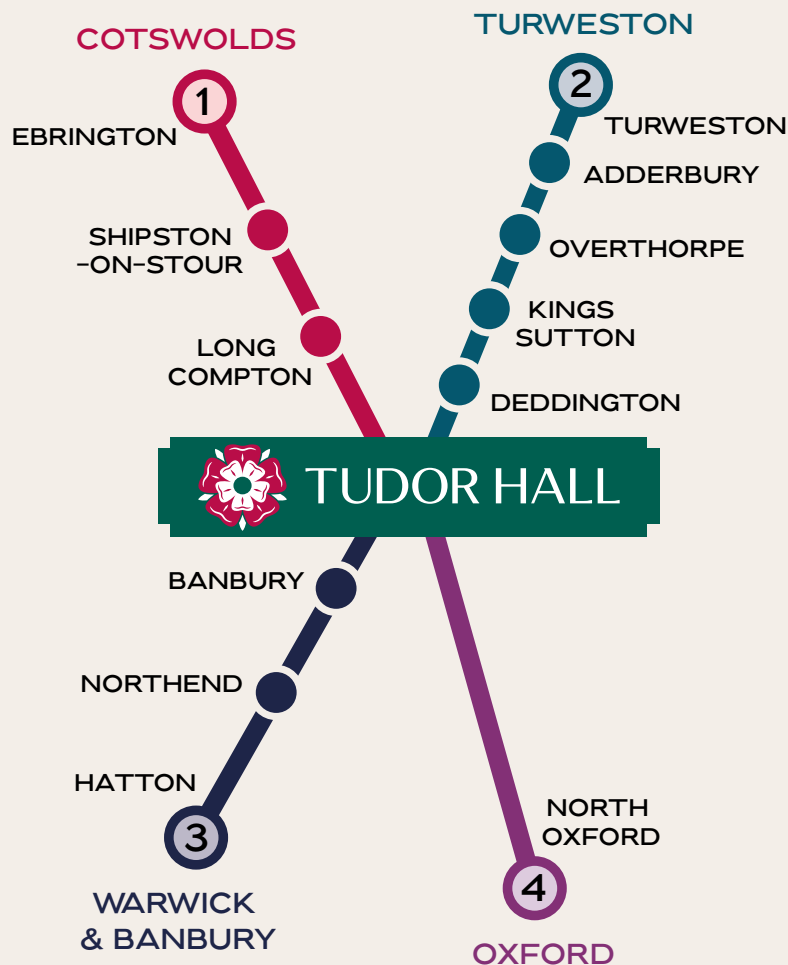 COTSWOLDS
1
EBRINGTON
SHIPSTON
-ON-STOUR
LONG
COMPTON
TURWESTON
2
TURWESTON
ADDERBURY
OVERTHORPE
KINGS
SUTTON
DEDDINGTON
TUDOR HALL
BANBURY
NORTHEND
HATTON
3
WARWICK
& BANBURY
NORTH
OXFORD
4
OXFORD